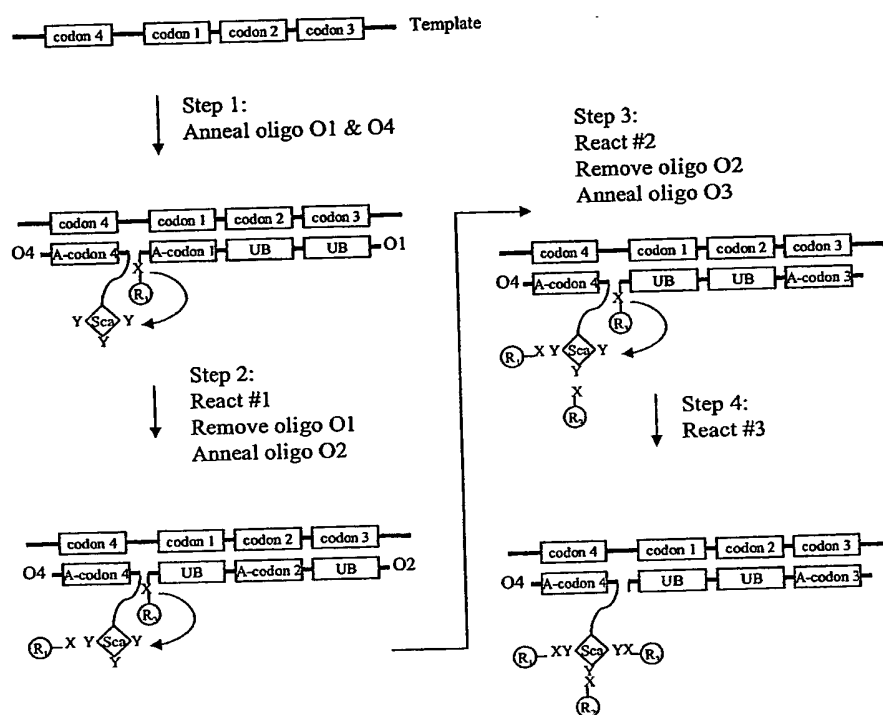 codon 4 codon 1 codon 2 codon 3 Template
Step 1:
Anneal oligo O1 & O4
codon 4 codon 1 codon 2 codon 3
O4 A-codon 4 A-codon 1 UB UB O1
X
R₁
Y Sca Y
Y
Step 2:
React #1
Remove oligo O1
Anneal oligo O2
codon 4 codon 1 codon 2 codon 3
O4 A-codon 4 UB A-codon 2 UB O2
X
R₂
R₁ X Y Sca Y
Y
Step 3:
React #2
Remove oligo O2
Anneal oligo O3
codon 4 codon 1 codon 2 codon 3
O4 A-codon 4 UB UB A-codon 3
X
R₃
R₁ X Y Sca Y
Y
X
R₂
Step 4:
React #3
codon 4 codon 1 codon 2 codon 3
O4 A-codon 4 UB UB A-codon 3
R₁ XY Sca YX R₃
Y
X
R₂